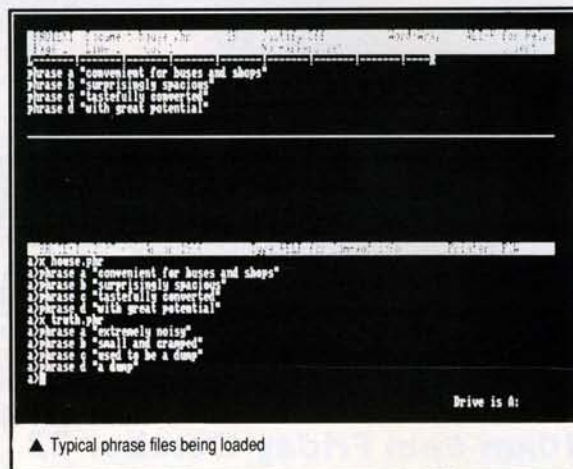 phrase a "convenient for buses and shops"
phrase b "surprisingly spacious"
phrase c "tastefully converted"
phrase d "with great potential"
a>x house.phr
a>phrase a "convenient for buses and shops"
a>phrase b "surprisingly spacious"
a>phrase c "tastefully converted"
a>phrase d "with great potential"
a>x truth.phr
a>phrase a "extremely noisy"
a>phrase b "small and cramped"
a>phrase c "used to be a dump"
a>phrase d "a dump"
a>
Drive is A:
▲ Typical phrase files being loaded